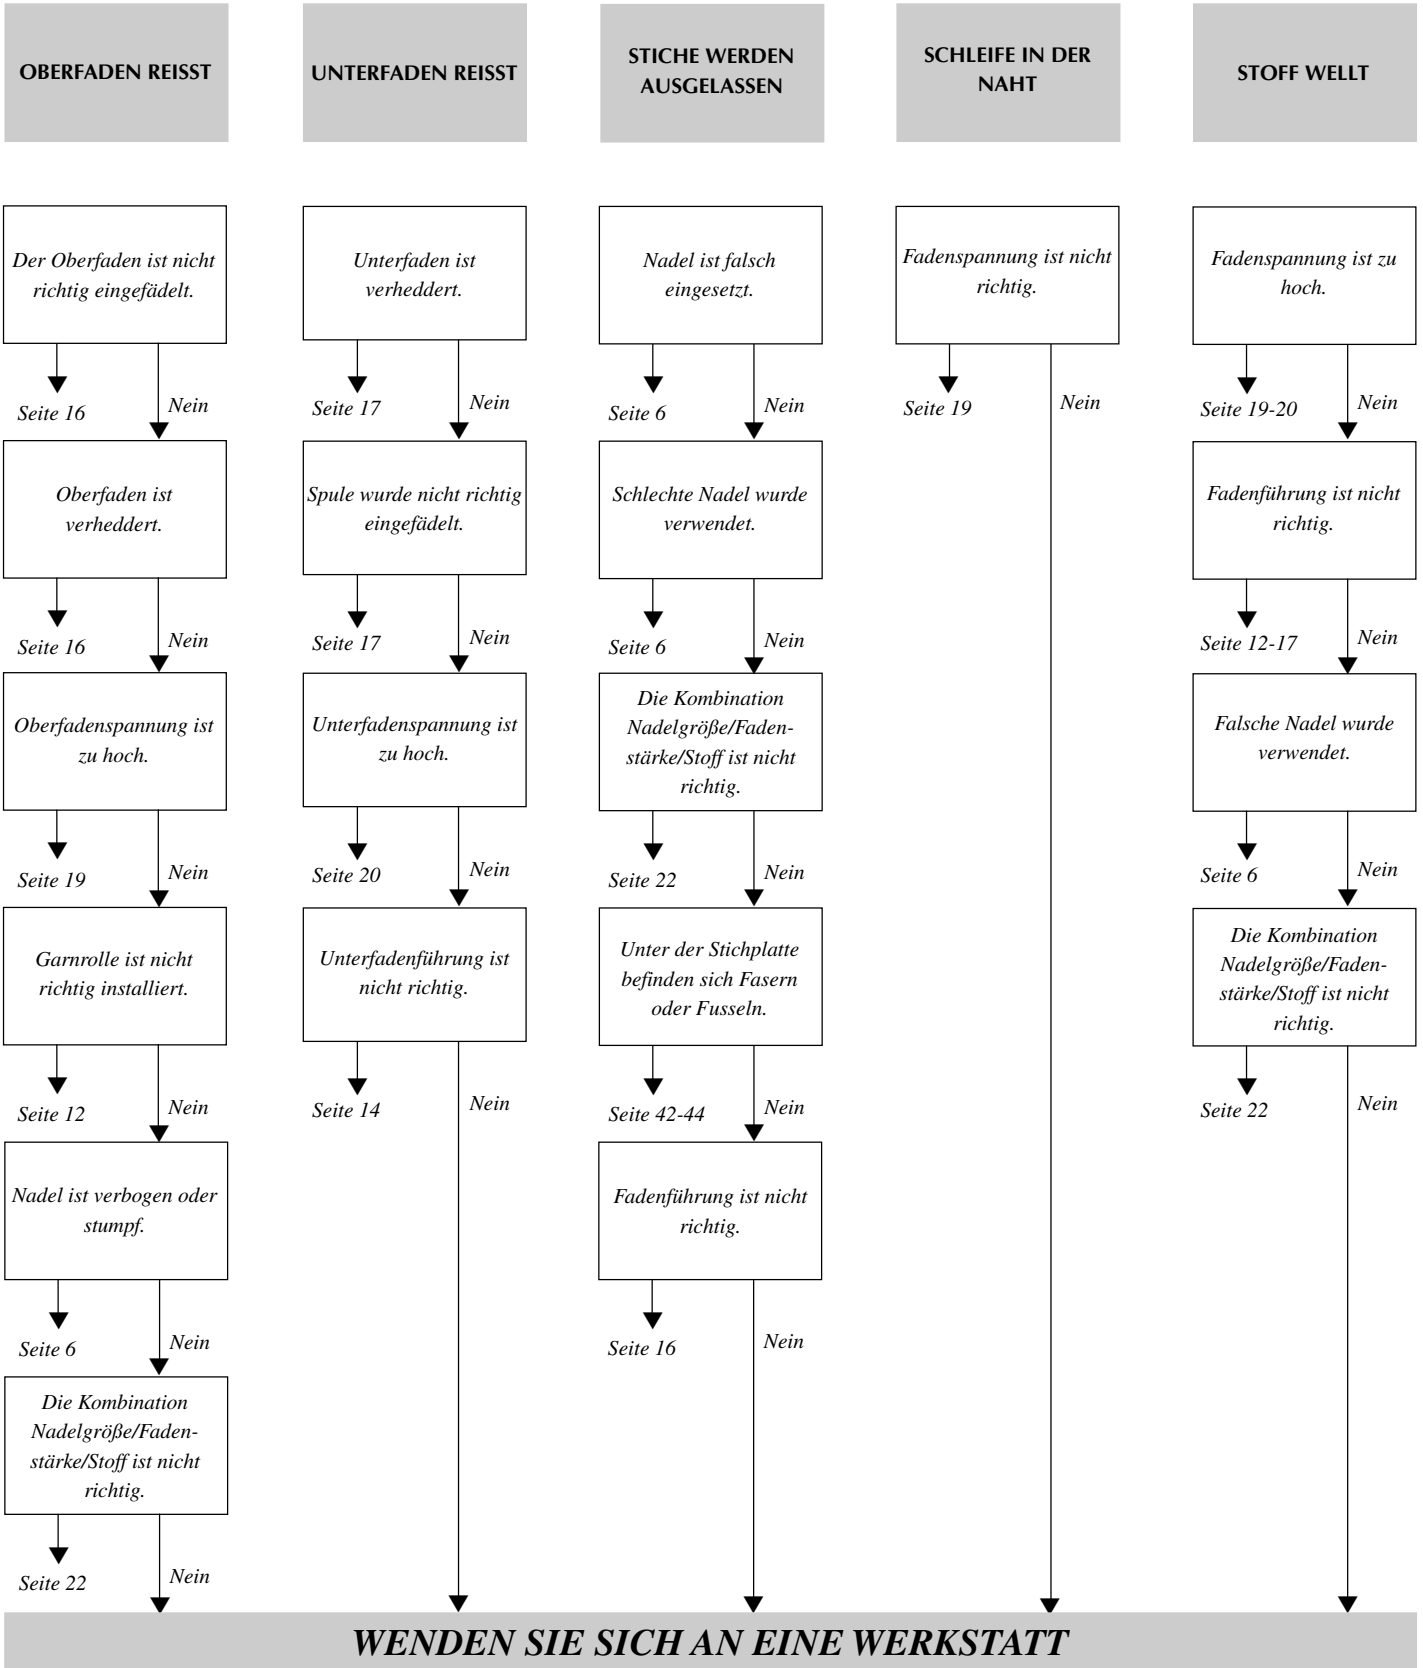 OBERFADEN REISST
Der Oberfaden ist nicht
richtig eingefädelt.
Seite 16
Nein
Oberfaden ist
verheddert.
Seite 16
Nein
Oberfadenspannung ist
zu hoch.
Seite 19
Nein
Garnrolle ist nicht
richtig installiert.
Seite 12
Nein
Nadel ist verbogen oder
stumpf.
Seite 6
Nein
Die Kombination
Nadelgröße/Faden-
stärke/Stoff ist nicht
richtig.
Seite 22
Nein
UNTERFADEN REISST
Unterfaden ist
verheddert.
Seite 17
Nein
Spule wurde nicht richtig
eingefädelt.
Seite 17
Nein
Unterfadenspannung ist
zu hoch.
Seite 20
Nein
Unterfadenführung ist
nicht richtig.
Seite 14
Nein
STICHE WERDEN
AUSGELASSEN
Nadel ist falsch
eingesetzt.
Seite 6
Nein
Schlechte Nadel wurde
verwendet.
Seite 6
Nein
Die Kombination
Nadelgröße/Faden-
stärke/Stoff ist nicht
richtig.
Seite 22
Nein
Unter der Stichplatte
befinden sich Fasern
oder Fusseln.
Seite 42-44
Nein
Fadenführung ist nicht
richtig.
Seite 16
Nein
SCHLEIFE IN DER
NAHT
Fadenspannung ist nicht
richtig.
Seite 19
Nein
STOFF WELLT
Fadenspannung ist zu
hoch.
Seite 19-20
Nein
Fadenführung ist nicht
richtig.
Seite 12-17
Nein
Falsche Nadel wurde
verwendet.
Seite 6
Nein
Die Kombination
Nadelgröße/Faden-
stärke/Stoff ist nicht
richtig.
Seite 22
Nein
WENDEN SIE SICH AN EINE WERKSTATT